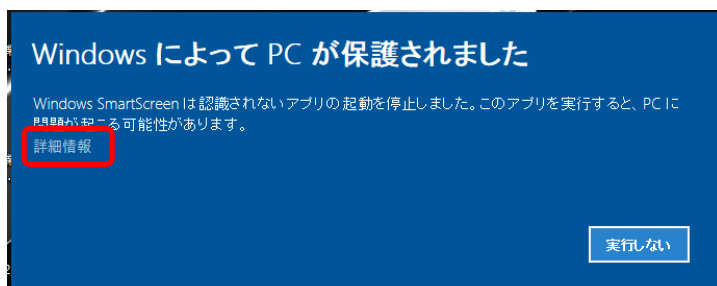 Windows によって PC が保護されました
Windows SmartScreen は認識されないアプリの起動を停止しました。このアプリを実行すると、PC に
問題が起こる可能性があります。
詳細情報
実行しない